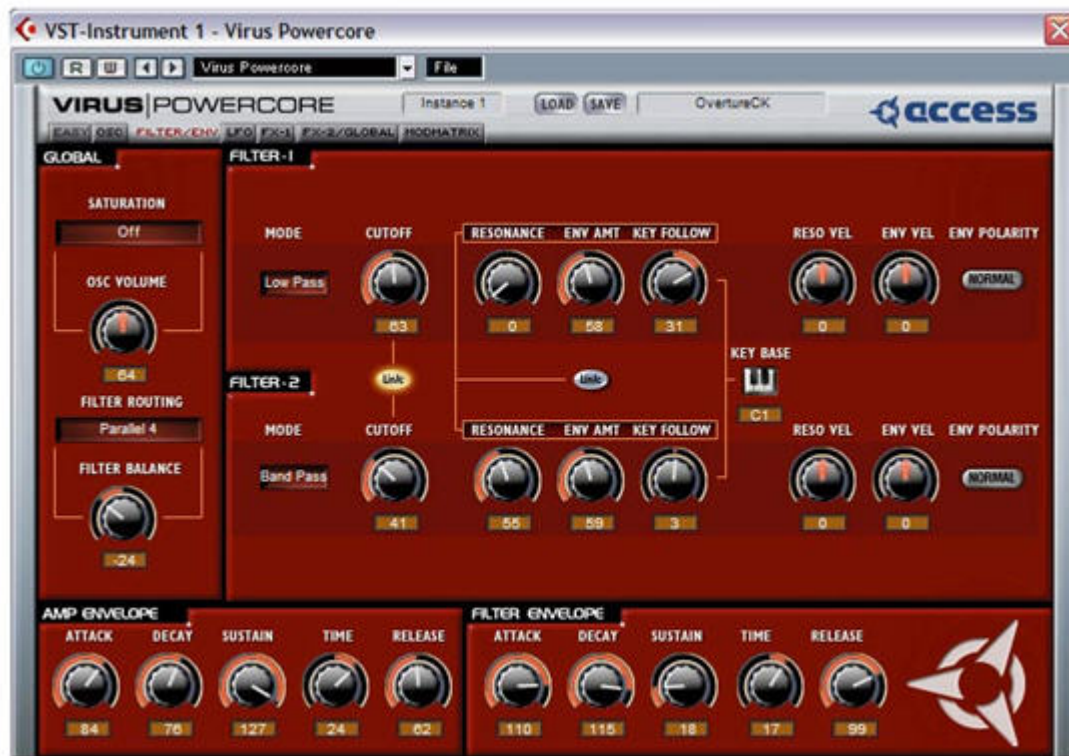 VST-Instrument 1 - Virus Powercore
R W Virus Powercore File
VIRUS|POWERCORE Instance 1 LOAD SAVE OvertureCK access
EASY OSC FILTER/ENV LFO FX-1 FX-2/GLOBAL MODMATRIX
GLOBAL
SATURATION
Off
OSC VOLUME
64
FILTER ROUTING
Parallel 4
FILTER BALANCE
-24
FILTER-1
MODE CUTOFF RESONANCE ENV AMT KEY FOLLOW RESO VEL ENV VEL ENV POLARITY
Low Pass NORMAL
63 0 58 31 0 0
Link Link
KEY BASE
C1
FILTER-2
MODE CUTOFF RESONANCE ENV AMT KEY FOLLOW RESO VEL ENV VEL ENV POLARITY
Band Pass NORMAL
41 55 59 3 0 0
AMP ENVELOPE
ATTACK DECAY SUSTAIN TIME RELEASE
84 76 127 24 62
FILTER ENVELOPE
ATTACK DECAY SUSTAIN TIME RELEASE
110 115 18 17 99